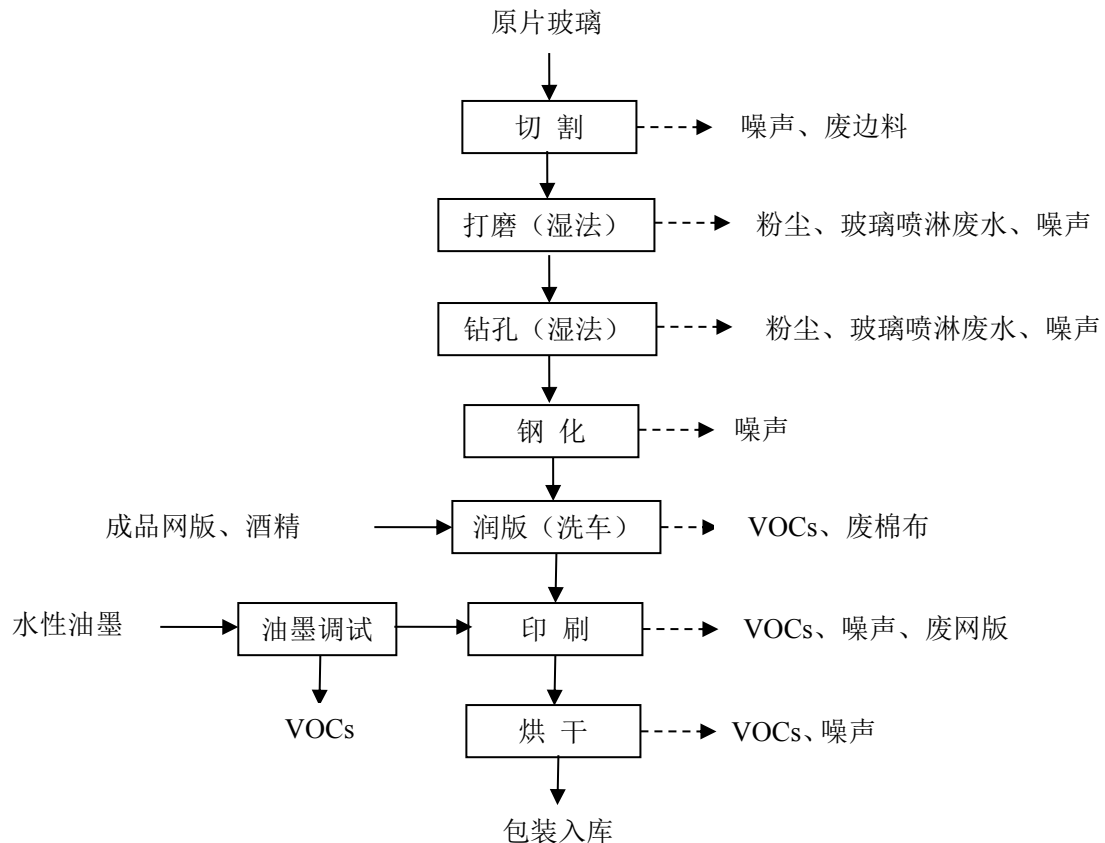 原片玻璃
切 割
噪声、废边料
打磨（湿法）
粉尘、玻璃喷淋废水、噪声
钻孔（湿法）
粉尘、玻璃喷淋废水、噪声
钢 化
噪声
成品网版、酒精
润版（洗车）
VOCs、废棉布
水性油墨
油墨调试
印 刷
VOCs、噪声、废网版
VOCs
烘 干
VOCs、噪声
包装入库